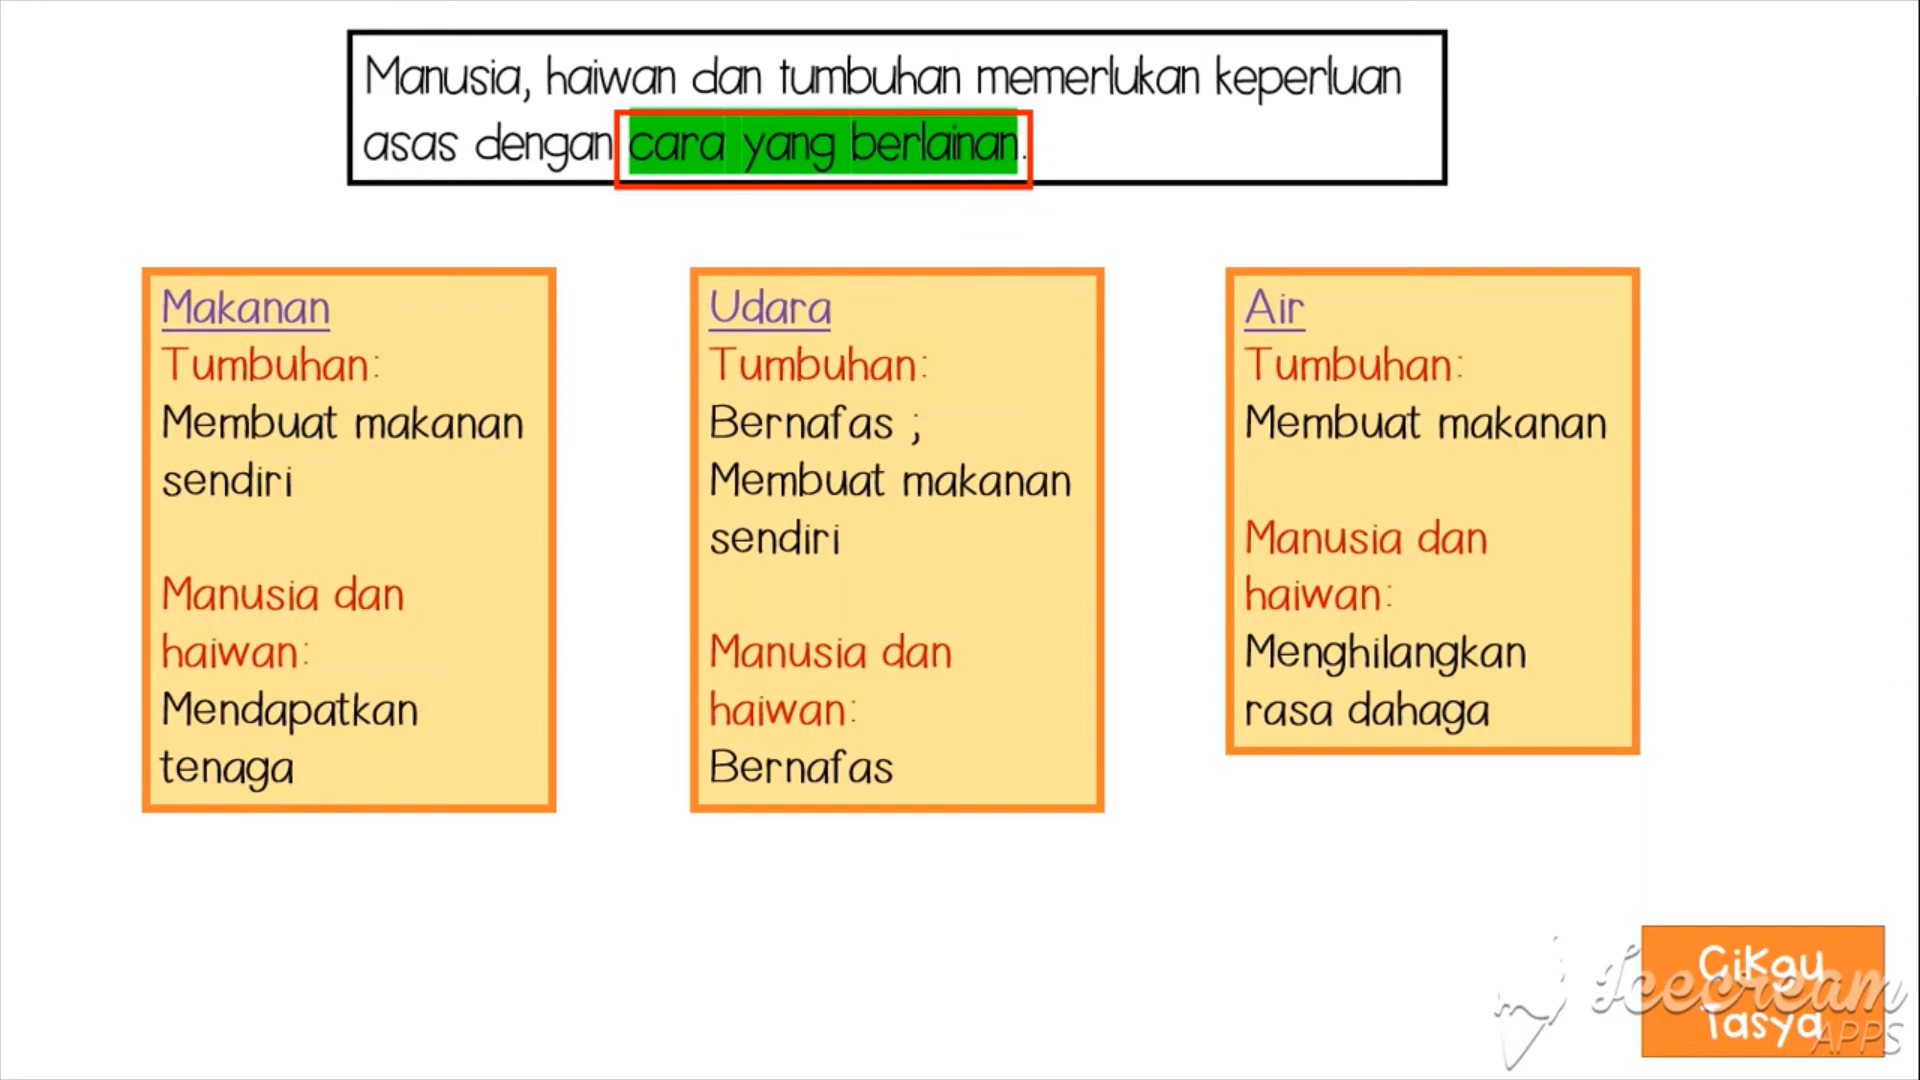 Manusia, haiwan dan tumbuhan memerlukan keperluan
asas dengan cara yang berlainan.
Makanan
Tumbuhan:
Membuat makanan
sendiri
Manusia dan
haiwan:
Mendapatkan
tenaga
Udara
Tumbuhan:
Bernafas ;
Membuat makanan
sendiri
Manusia dan
haiwan:
Bernafas
Air
Tumbuhan:
Membuat makanan
Manusia dan
haiwan:
Menghilangkan
rasa dahaga
Cikgu
Tasya
Icecream
APPS